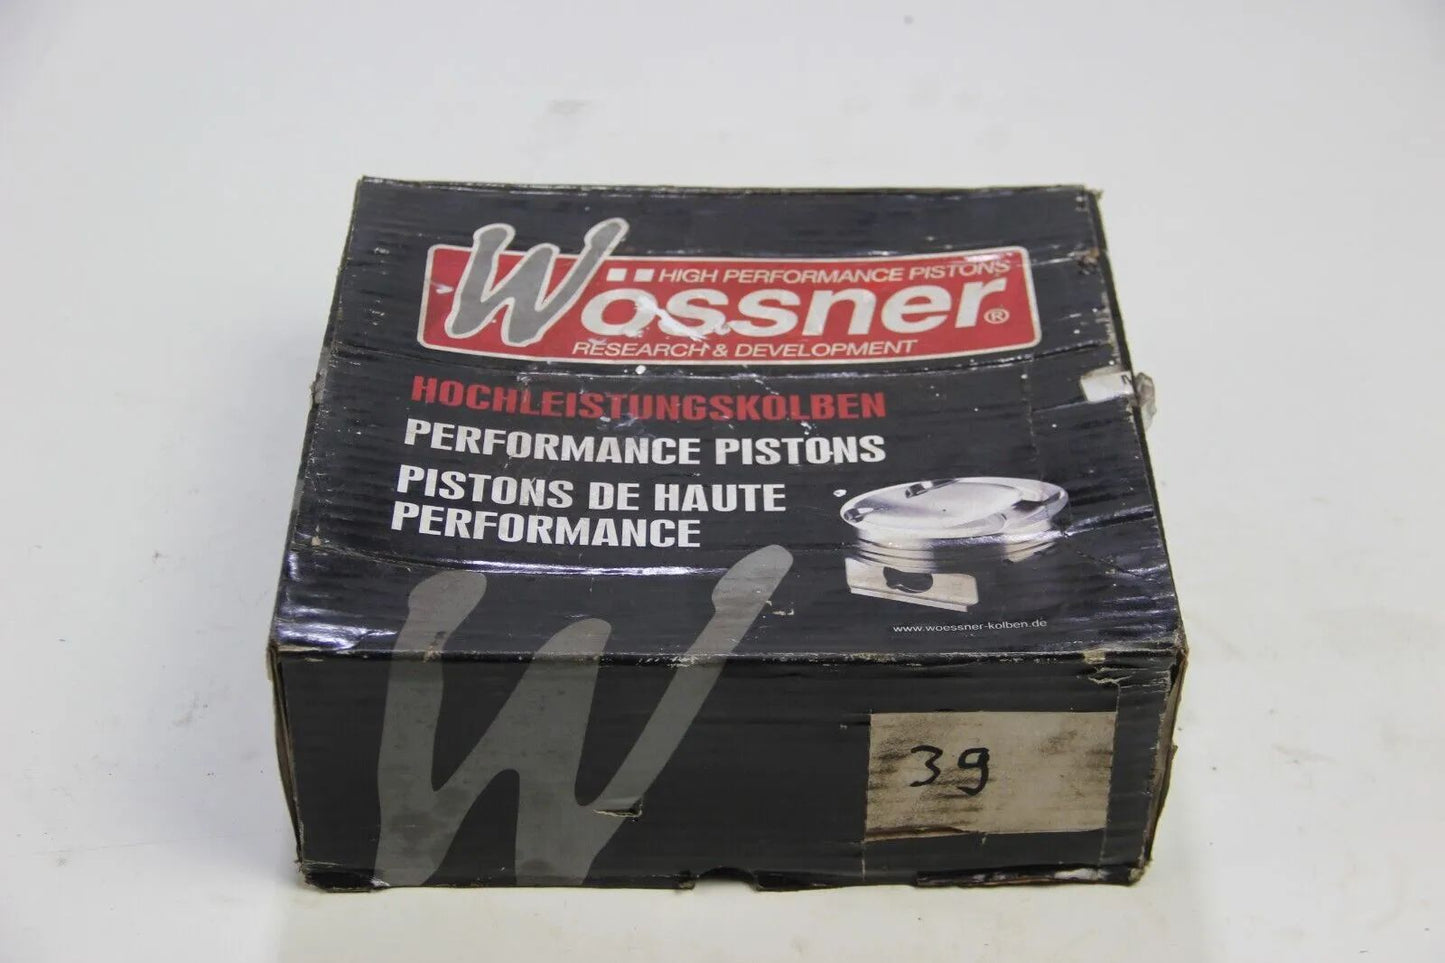 HIGH PERFORMANCE PISTONS
Wössner®
RESEARCH & DEVELOPMENT
HOCHLEISTUNGSKOLBEN
PERFORMANCE PISTONS
PISTONS DE HAUTE
PERFORMANCE
www.woessner-kolben.de
W
39